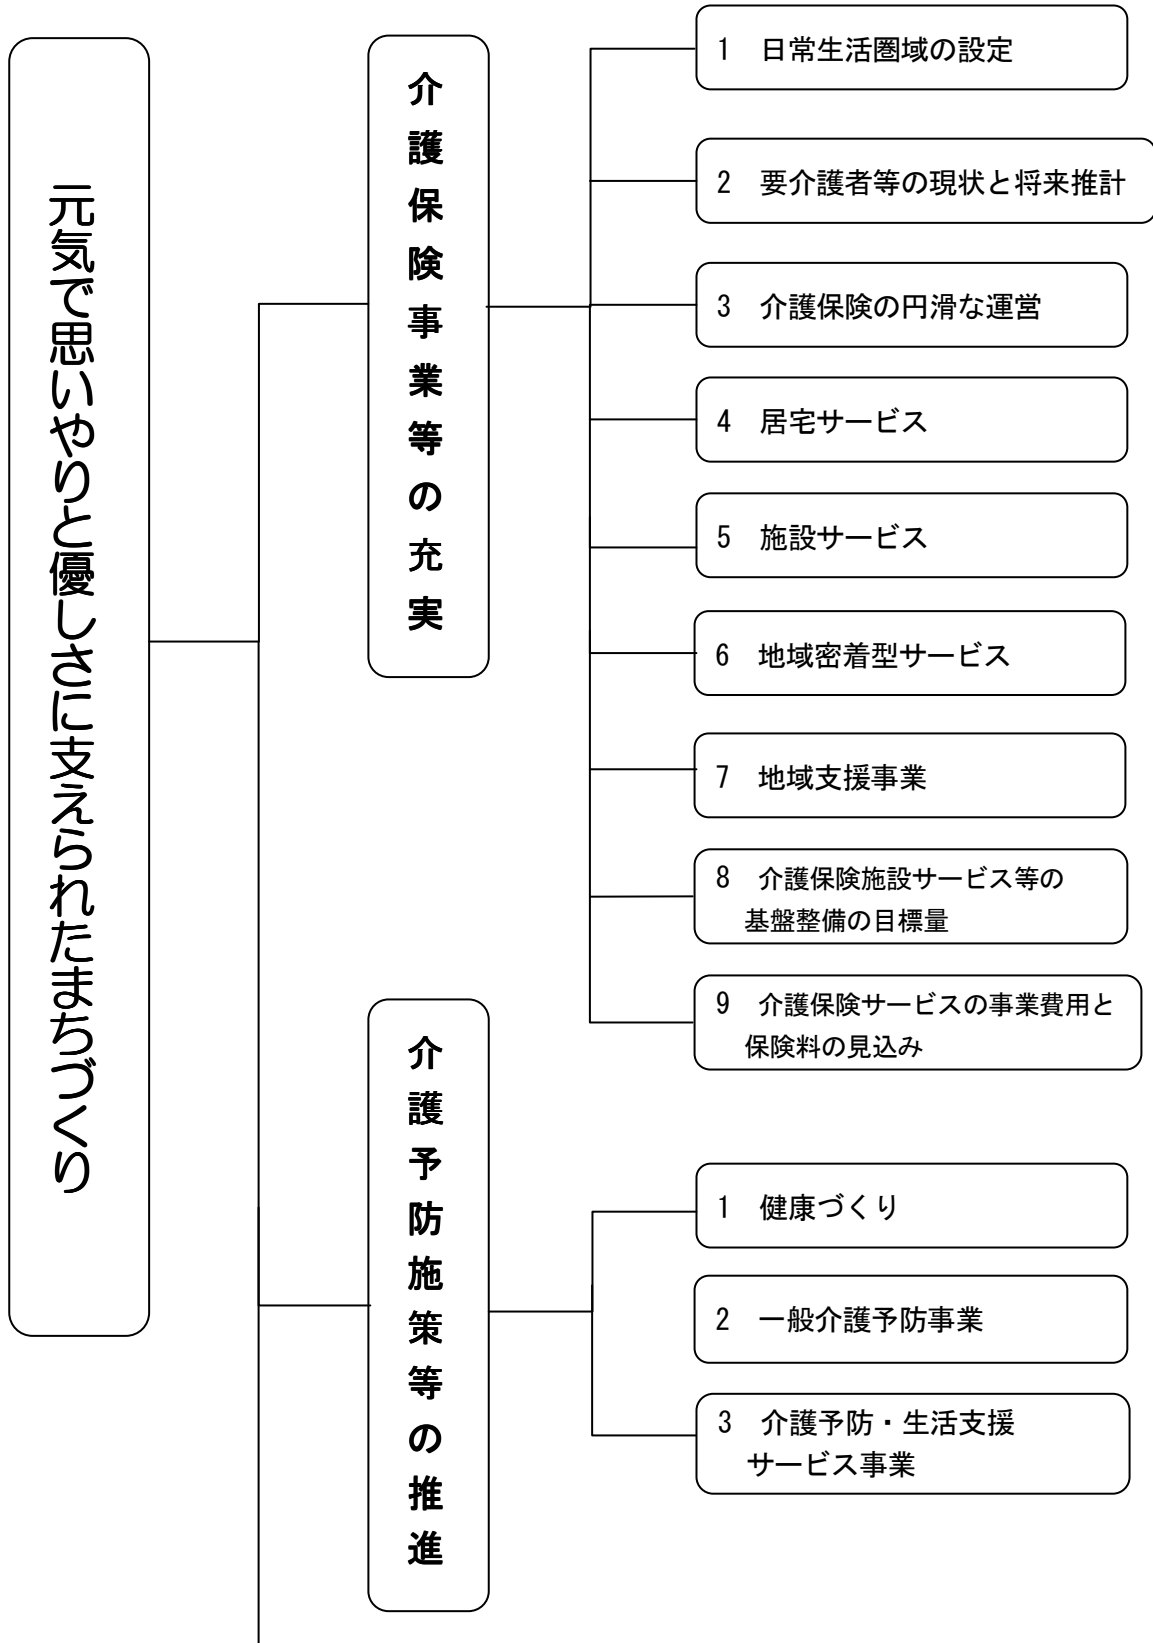 元気で思いやりと優しさに支えられたまちづくり
介護保険事業等の充実
1　日常生活圏域の設定
2　要介護者等の現状と将来推計
3　介護保険の円滑な運営
4　居宅サービス
5　施設サービス
6　地域密着型サービス
7　地域支援事業
8　介護保険施設サービス等の
基盤整備の目標量
9　介護保険サービスの事業費用と
保険料の見込み
介護予防施策等の推進
1　健康づくり
2　一般介護予防事業
3　介護予防・生活支援
サービス事業